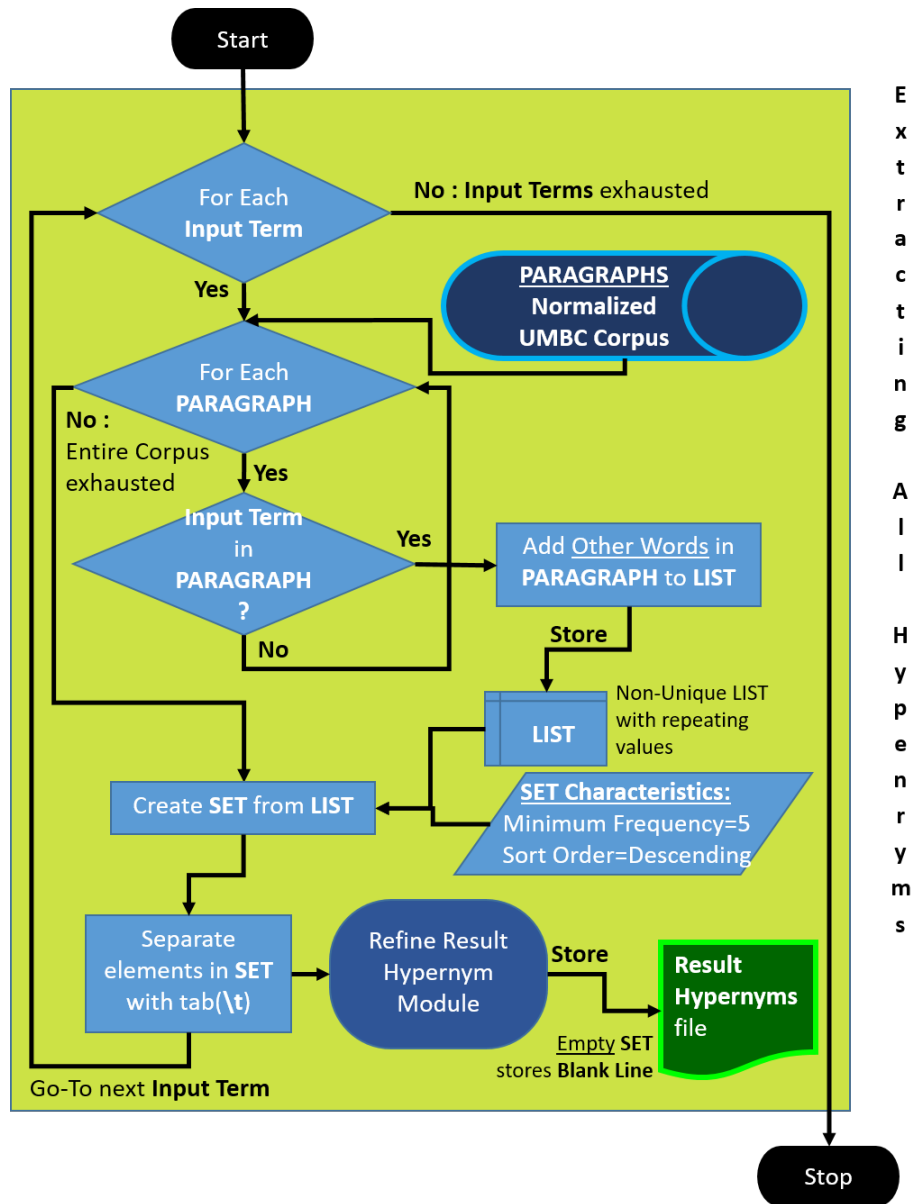 Start
For Each
Input Term
No : Input Terms exhausted
Yes
PARAGRAPHS
Normalized
UMBC Corpus
For Each
PARAGRAPH
No :
Entire Corpus
exhausted
Yes
Input Term
in
PARAGRAPH
?
Yes
No
Add Other Words in
PARAGRAPH to LIST
Store
LIST
Non-Unique LIST
with repeating
values
Create SET from LIST
SET Characteristics:
Minimum Frequency=5
Sort Order=Descending
Separate
elements in SET
with tab(\t)
Refine Result
Hypernym
Module
Store
Empty SET
stores Blank Line
Result
Hypernyms
file
Go-To next Input Term
Stop
Extracting All Hypenryms